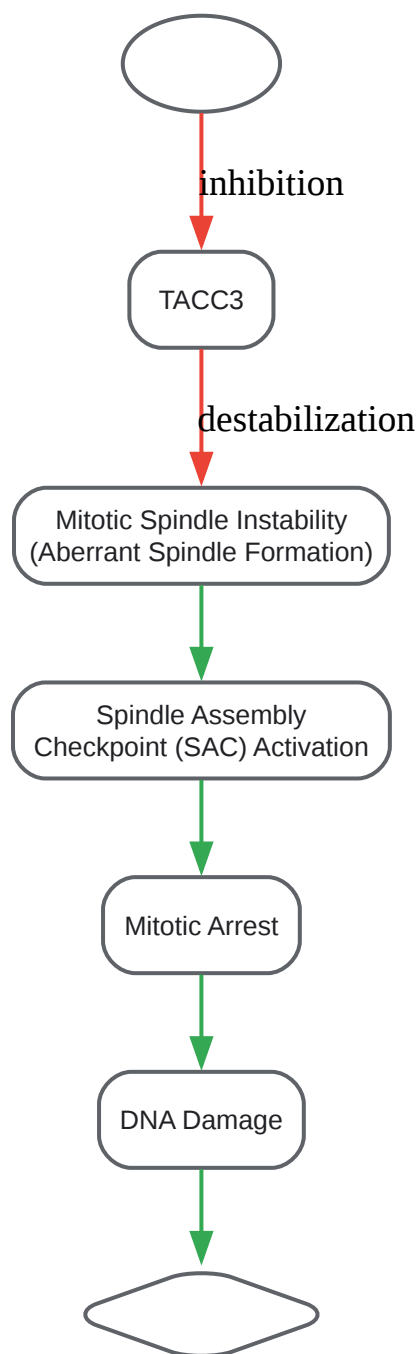 inhibition
TACC3
destabilization
Mitotic Spindle Instability
(Aberrant Spindle Formation)
Spindle Assembly
Checkpoint (SAC) Activation
Mitotic Arrest
DNA Damage